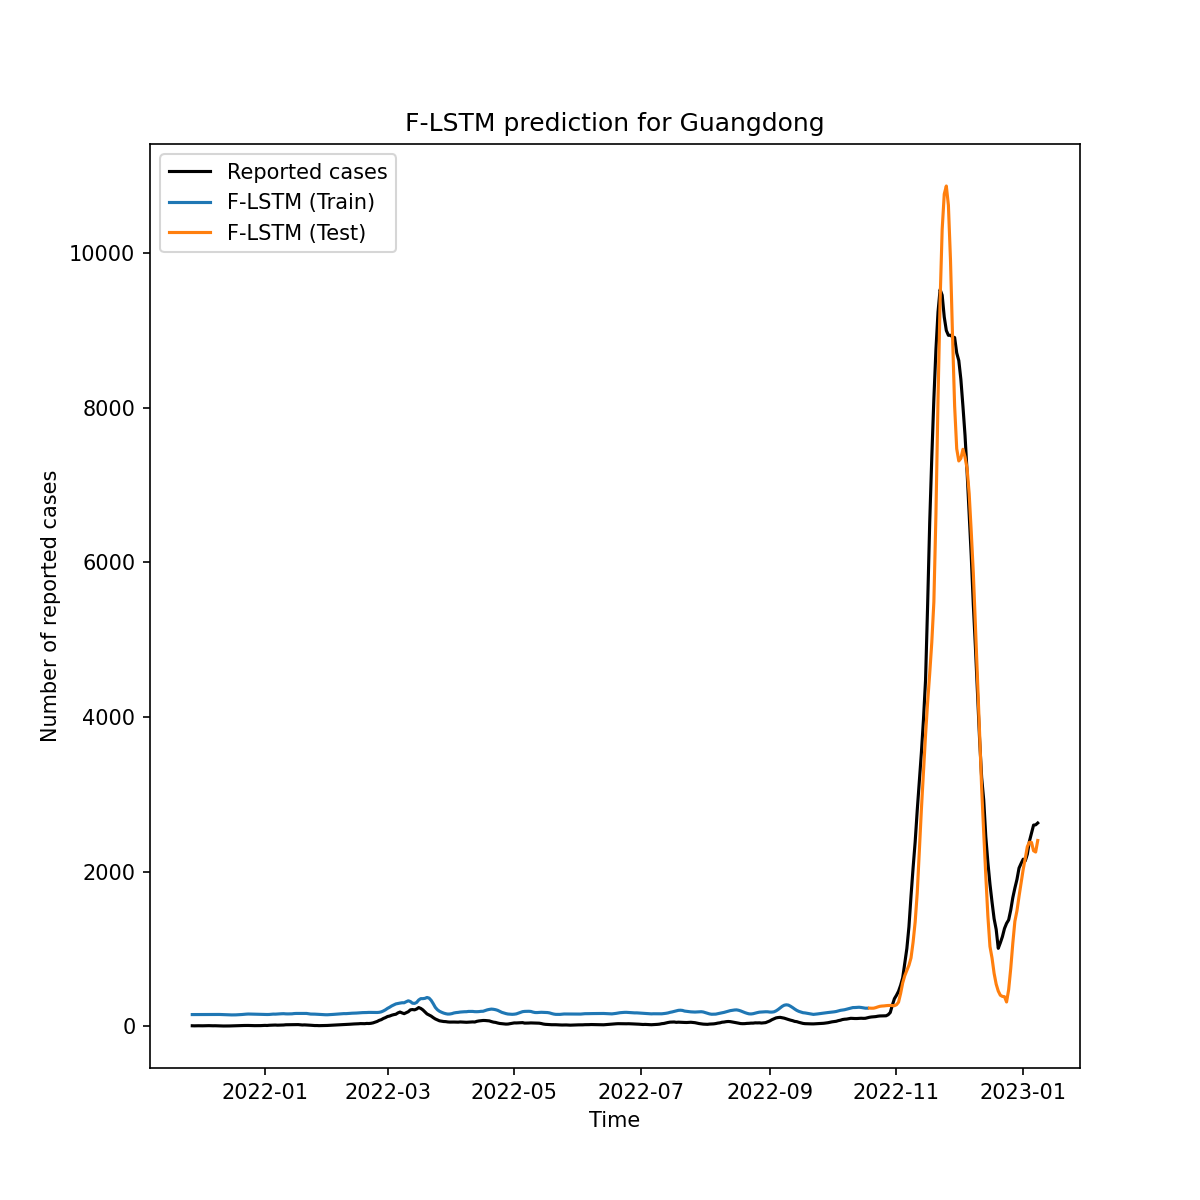 F-LSTM prediction for Guangdong
Reported cases
F-LSTM (Train)
F-LSTM (Test)
10000
8000
6000
4000
2000
0
Number of reported cases
2022-01
2022-03
2022-05
2022-07
2022-09
2022-11
2023-01
Time